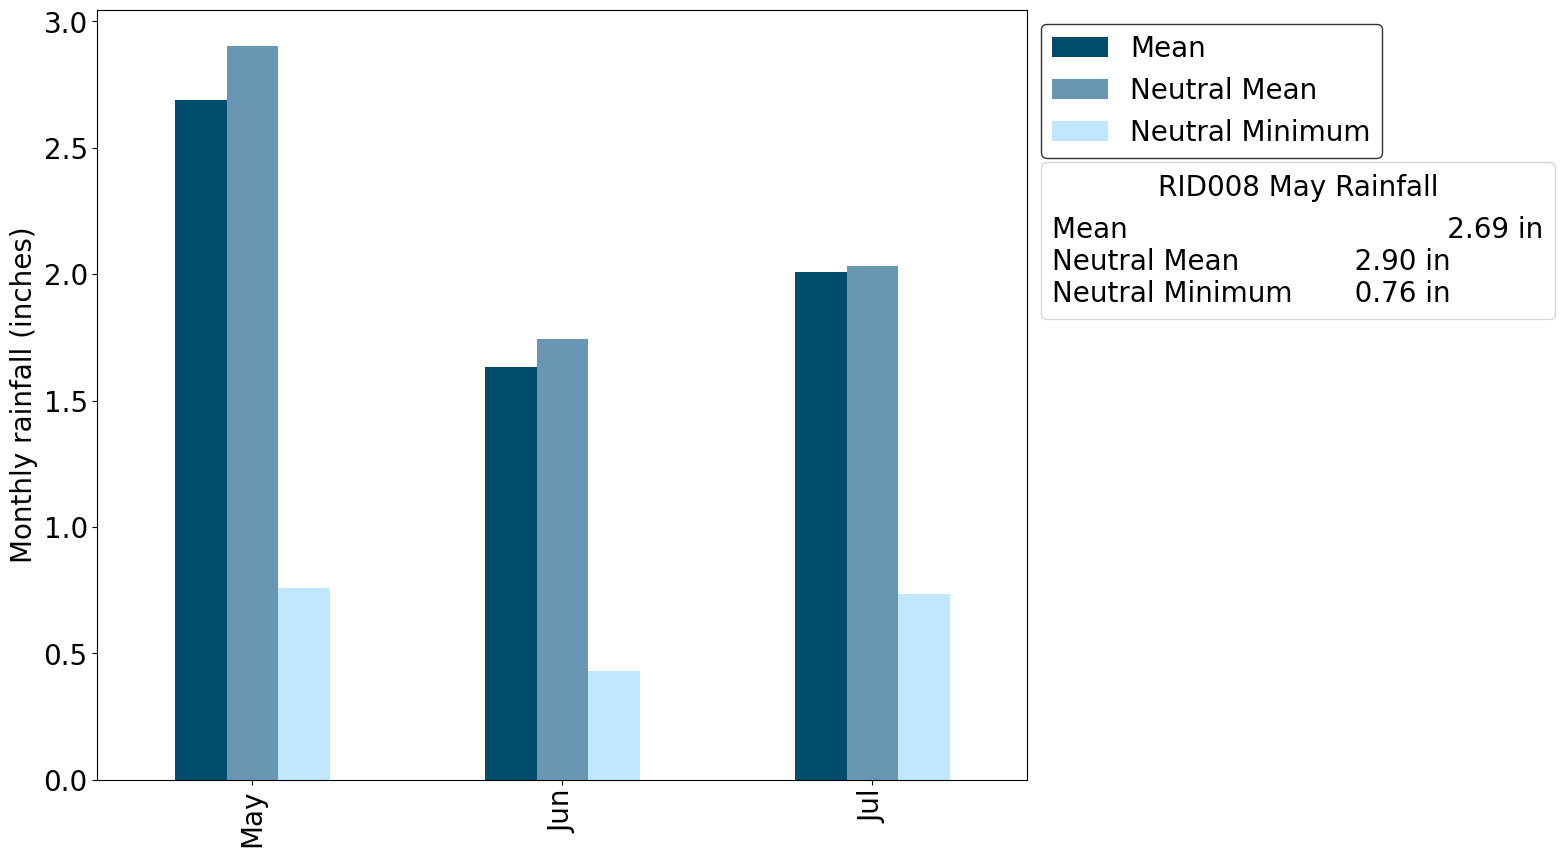 3.0
2.5
2.0
1.5
1.0
0.5
0.0
Monthly rainfall (inches)
May
Jun
Jul
Mean
Neutral Mean
Neutral Minimum
RID008 May Rainfall
Mean 2.69 in
Neutral Mean 2.90 in
Neutral Minimum 0.76 in